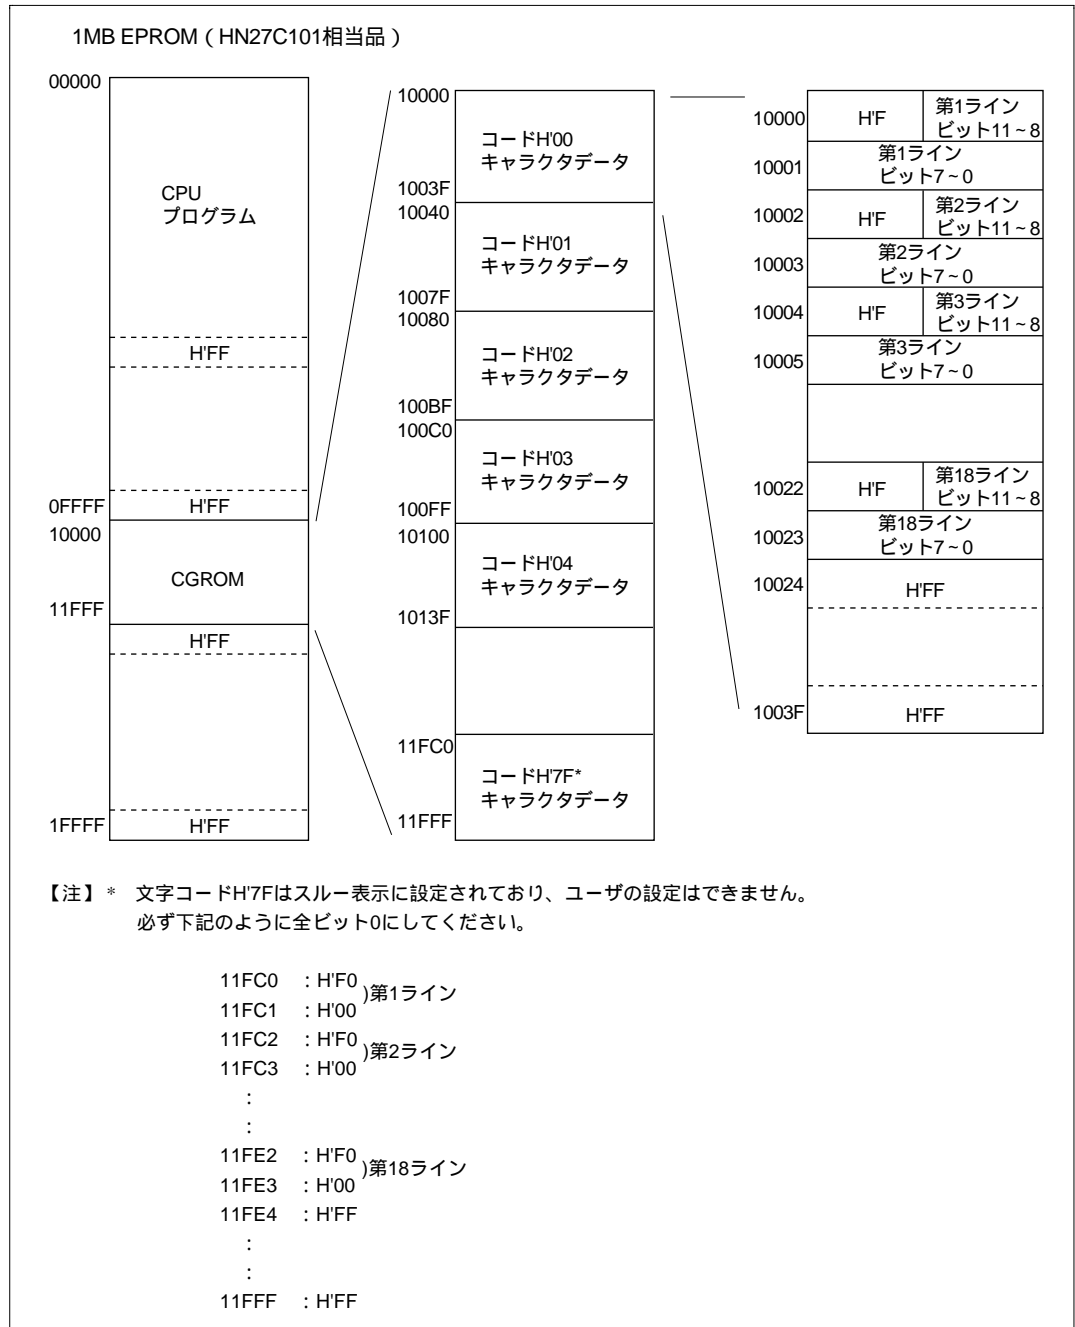 1MB EPROM（HN27C101相当品）
00000
CPU
プログラム
H'FF
0FFFF
H'FF
10000
CGROM
11FFF
H'FF
1FFFF
H'FF
10000
コードH'00
キャラクタデータ
1003F
10040
コードH'01
キャラクタデータ
1007F
10080
コードH'02
キャラクタデータ
100BF
100C0
コードH'03
キャラクタデータ
100FF
10100
コードH'04
キャラクタデータ
1013F
11FC0
コードH'7F*
キャラクタデータ
11FFF
10000 H'F 第1ライン
ビット11~8
10001 第1ライン
ビット7~0
10002 H'F 第2ライン
ビット11~8
10003 第2ライン
ビット7~0
10004 H'F 第3ライン
ビット11~8
10005 第3ライン
ビット7~0
10022 H'F 第18ライン
ビット11~8
10023 第18ライン
ビット7~0
10024 H'FF
1003F H'FF
【注】* 文字コードH'7Fはスルー表示に設定されており、ユーザの設定はできません。
必ず下記のように全ビット0にしてください。
11FC0 : H'F0
)第1ライン
11FC1 : H'00
11FC2 : H'F0
)第2ライン
11FC3 : H'00
:
:
11FE2 : H'F0
)第18ライン
11FE3 : H'00
11FE4 : H'FF
:
:
11FFF : H'FF